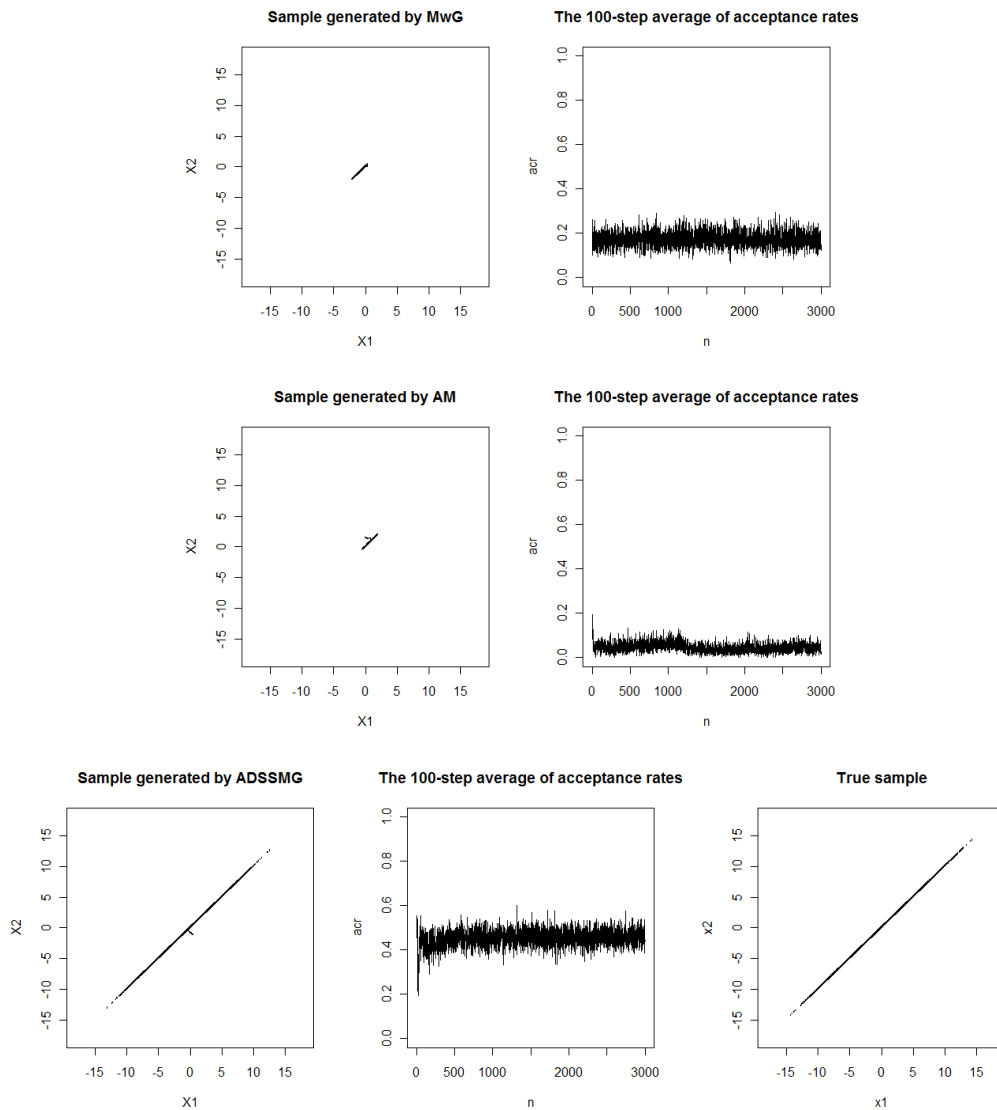 Sample generated by MwG
The 100-step average of acceptance rates
X2
-15 -10 -5 0 5 10 15
-15 -10 -5 0 5 10 15
X1
acr
0.0 0.2 0.4 0.6 0.8 1.0
0 500 1000 2000 3000
n
Sample generated by AM
The 100-step average of acceptance rates
X2
-15 -10 -5 0 5 10 15
-15 -10 -5 0 5 10 15
X1
acr
0.0 0.2 0.4 0.6 0.8 1.0
0 500 1000 2000 3000
n
Sample generated by ADSSMG
The 100-step average of acceptance rates
True sample
X2
-15 -10 -5 0 5 10 15
-15 -10 -5 0 5 10 15
X1
acr
0.0 0.2 0.4 0.6 0.8 1.0
0 500 1000 2000 3000
n
x2
-15 -10 -5 0 5 10 15
-15 -10 -5 0 5 10 15
x1